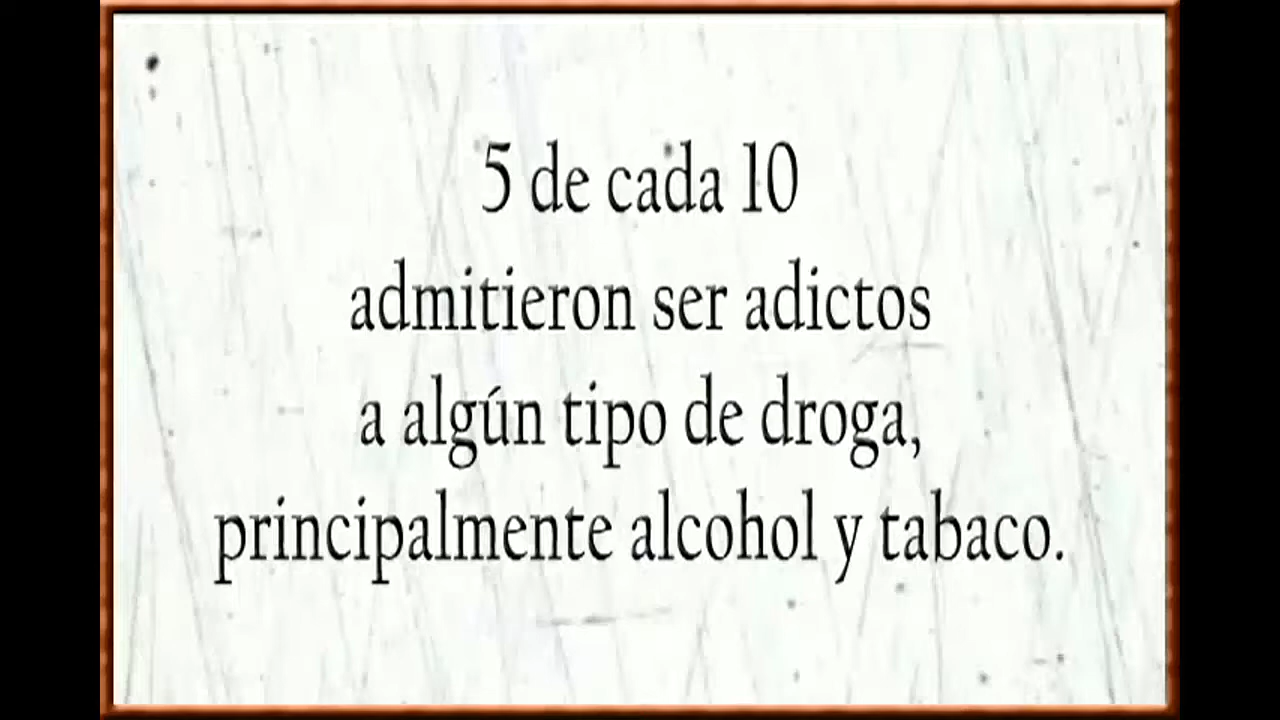 5 de cada 10
admitieron ser adictos
a algún tipo de droga,
principalmente alcohol y tabaco.